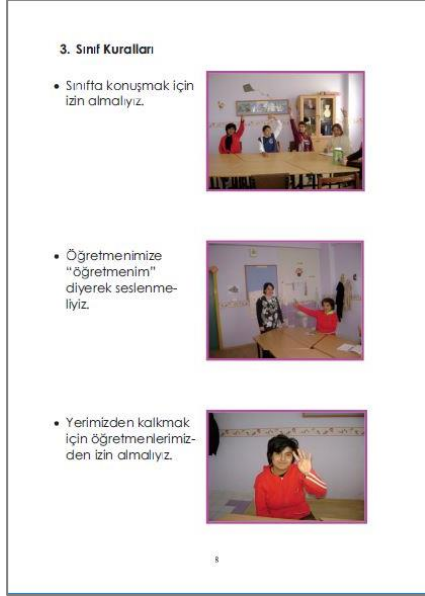 3. Sınıf Kuralları
• Sınıfta konuşmak için
izin almalıyız.
• Öğretmenimize
“öğretmenim”
diyerek seslenme-
liyiz.
• Yerimizden kalkmak
için öğretmenlerimiz-
den izin almalıyız.
8